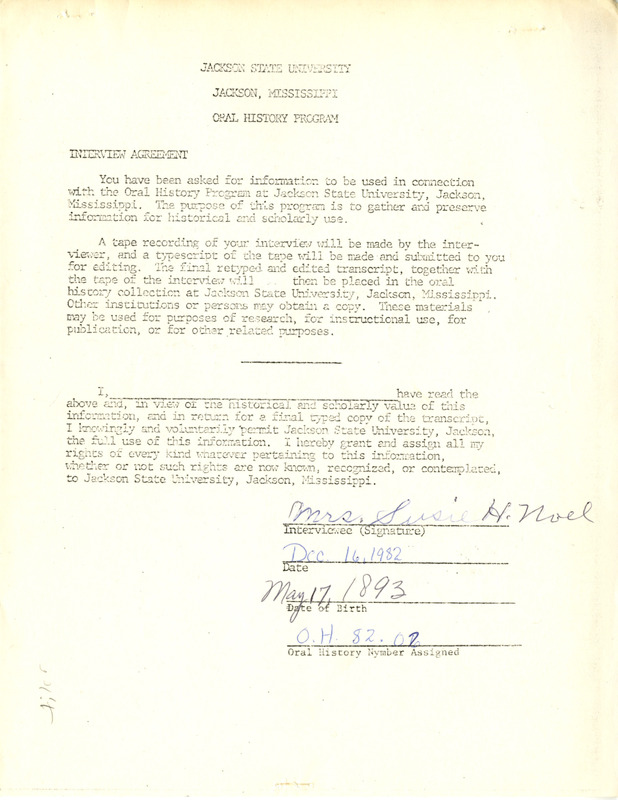 JACKSON STATE UNIVERSITY
JACKSON, MISSISSIPPI
ORAL HISTORY PROGRAM
INTERVIEW AGREEMENT
You have been asked for information to be used in connection
with the Oral History Program at Jackson State University, Jackson,
Mississippi. The purpose of this program is to gather and preserve
information for historical and scholarly use.
A tape recording of your interview will be made by the inter-
viewer, and a typescript of the tape will be made and submitted to you
for editing. The final retyped and edited transcript, together with
the tape of the interview will then be placed in the oral
history collection at Jackson State University, Jackson, Mississippi.
Other institutions or persons may obtain a copy. These materials
may be used for purposes of research, for instructional use, for
publication, or for other related purposes.
I, have read the
above and, in view of the historical and scholarly value of this
information, and in return for a final typed copy of the transcript,
I knowingly and voluntarily permit Jackson State University, Jackson,
the full use of this information. I hereby grant and assign all my
rights of every kind whatever pertaining to this information,
whether or not such rights are now known, recognized, or contemplated,
to Jackson State University, Jackson, Mississippi.
Mrs. Susie H. Noel
Interviewee (Signature)
Dec 16, 1982
Date
May 17, 1893
Date of Birth
O.H. 82.02
Oral History Nymber Assigned